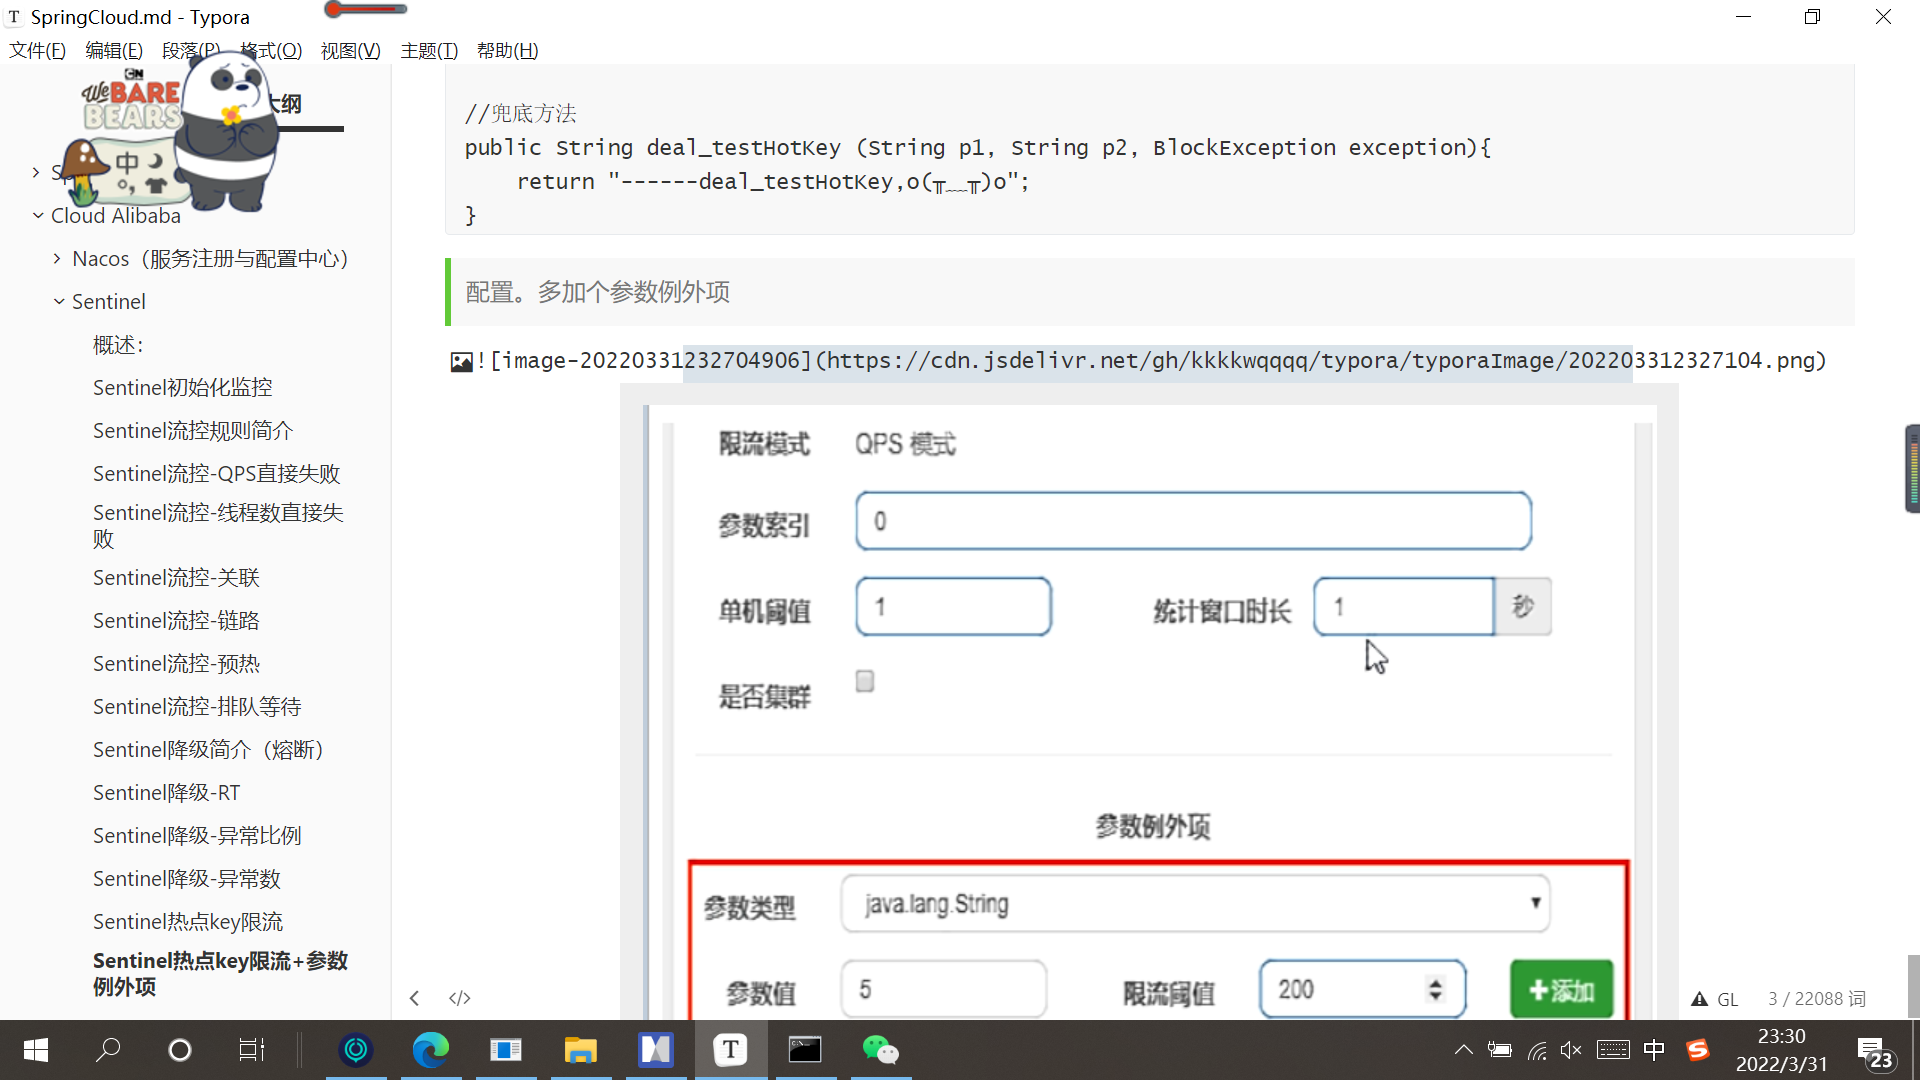 SpringCloud.md - Typora
文件(F) 编辑(E) 段落(P) 格式(O) 视图(V) 主题(T) 帮助(H)
CN
We BARE BEARS
大纲
中
Sp
Cloud Alibaba
Nacos（服务注册与配置中心）
Sentinel
概述：
Sentinel初始化监控
Sentinel流控规则简介
Sentinel流控-QPS直接失败
Sentinel流控-线程数直接失
败
Sentinel流控-关联
Sentinel流控-链路
Sentinel流控-预热
Sentinel流控-排队等待
Sentinel降级简介（熔断）
Sentinel降级-RT
Sentinel降级-异常比例
Sentinel降级-异常数
Sentinel热点key限流
Sentinel热点key限流+参数
例外项
//兜底方法
public String deal_testHotKey (String p1, String p2, BlockException exception){
return "------deal_testHotKey,o(╥﹏╥)o";
}
配置。多加个参数例外项
![image-20220331232704906](https://cdn.jsdelivr.net/gh/kkkkwqqqq/typora/typoraImage/202203312327104.png)
限流模式 QPS 模式
参数索引 0
单机阈值 1 统计窗口时长 1 秒
是否集群
参数例外项
参数类型 java.lang.String
参数值 5 限流阈值 200 +添加
</> GL 3 / 22088 词
T
中
23:30
2022/3/31
23